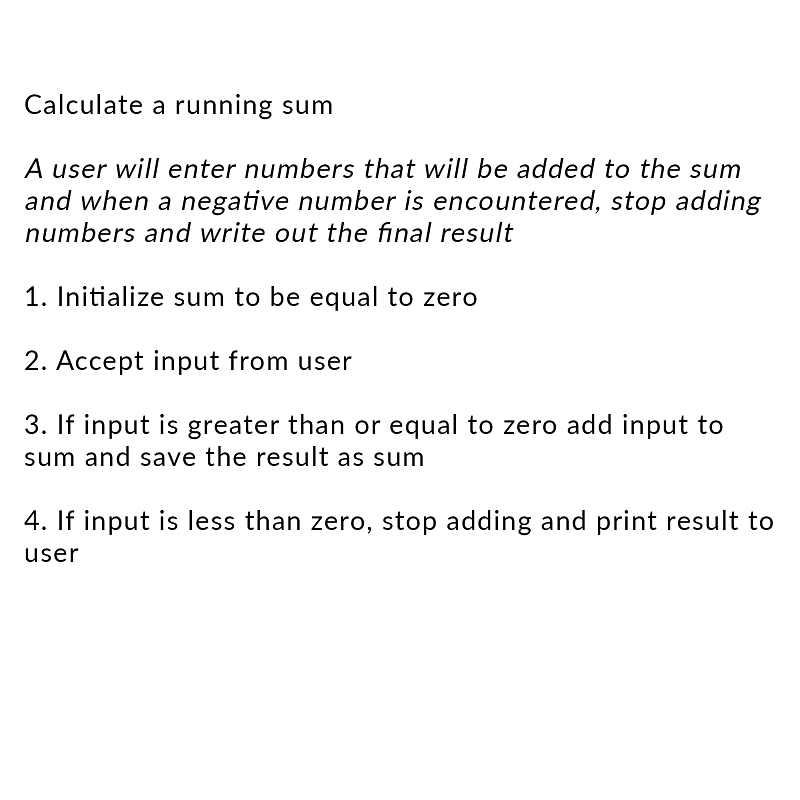 Calculate a running sum
A user will enter numbers that will be added to the sum
and when a negative number is encountered, stop adding
numbers and write out the final result
1. Initialize sum to be equal to zero
2. Accept input from user
3. If input is greater than or equal to zero add input to
sum and save the result as sum
4. If input is less than zero, stop adding and print result to
user